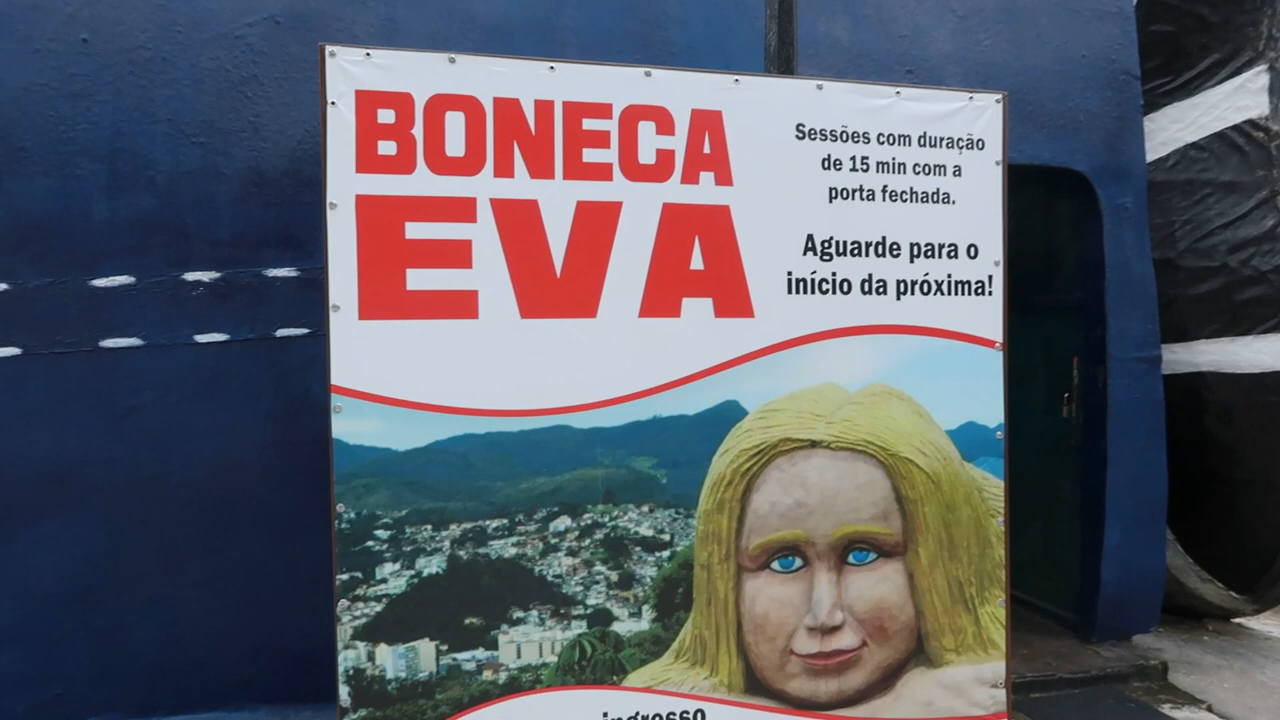 BONECA
EVA
Sessões com duração
de 15 min com a
porta fechada.
Aguarde para o
início da próxima!
ingresso